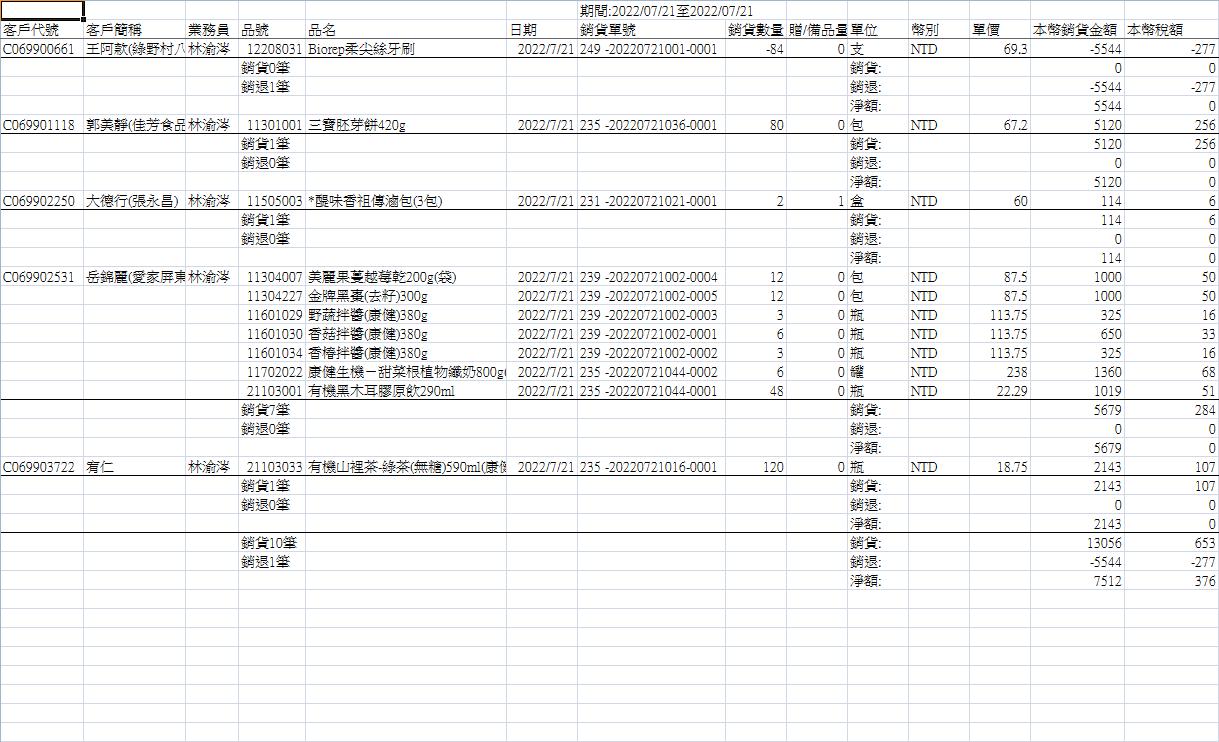 期間:2022/07/21至2022/07/21
客戶代號 客戶簡稱 業務員 品號 品名 日期 銷貨單號 銷貨數量 贈/備品量 單位 幣別 單價 本幣銷貨金額 本幣稅額
C069900661 王阿款(綠野村八 林渝涔 12208031 Biorep柔尖絲牙刷 2022/7/21 249 -20220721001-0001 -84 0 支 NTD 69.3 -5544 -277
銷貨0筆 銷貨: 0 0
銷退1筆 銷退: -5544 -277
淨額: 5544 0
C069901118 郭美靜(佳芳食品 林渝涔 11301001 三寶胚芽餅420g 2022/7/21 235 -20220721036-0001 80 0 包 NTD 67.2 5120 256
銷貨1筆 銷貨: 5120 256
銷退0筆 銷退: 0 0
淨額: 5120 0
C069902250 大德行(張永昌) 林渝涔 11505003 *醍味香祖傳滷包(3包) 2022/7/21 231 -20220721021-0001 2 1 盒 NTD 60 114 6
銷貨1筆 銷貨: 114 6
銷退0筆 銷退: 0 0
淨額: 114 0
C069902531 岳錦麗(愛家屏東 林渝涔 11304007 美麗果蔓越莓乾200g(袋) 2022/7/21 239 -20220721002-0004 12 0 包 NTD 87.5 1000 50
11304227 金牌黑棗(去籽)300g 2022/7/21 239 -20220721002-0005 12 0 包 NTD 87.5 1000 50
11601029 野蔬拌醬(康健)380g 2022/7/21 239 -20220721002-0003 3 0 瓶 NTD 113.75 325 16
11601030 香菇拌醬(康健)380g 2022/7/21 239 -20220721002-0001 6 0 瓶 NTD 113.75 650 33
11601034 香椿拌醬(康健)380g 2022/7/21 239 -20220721002-0002 3 0 瓶 NTD 113.75 325 16
11702022 康健生機－甜菜根植物纖奶800g( 2022/7/21 235 -20220721044-0002 6 0 罐 NTD 238 1360 68
21103001 有機黑木耳膠原飲290ml 2022/7/21 235 -20220721044-0001 48 0 瓶 NTD 22.29 1019 51
銷貨7筆 銷貨: 5679 284
銷退0筆 銷退: 0 0
淨額: 5679 0
C069903722 宥仁 林渝涔 21103033 有機山裡茶-綠茶(無糖)590ml(康健 2022/7/21 235 -20220721016-0001 120 0 瓶 NTD 18.75 2143 107
銷貨1筆 銷貨: 2143 107
銷退0筆 銷退: 0 0
淨額: 2143 0
銷貨10筆 銷貨: 13056 653
銷退1筆 銷退: -5544 -277
淨額: 7512 376